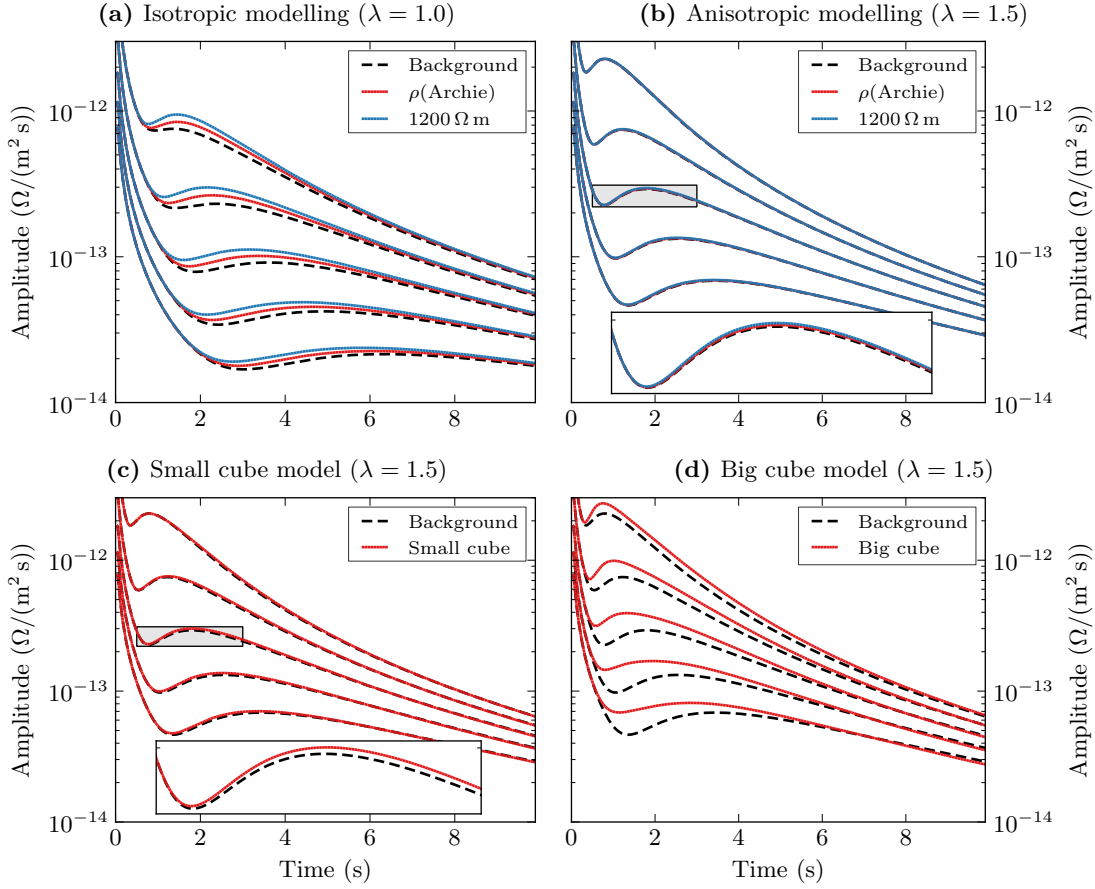 (a) Isotropic modelling (λ = 1.0)
(b) Anisotropic modelling (λ = 1.5)
Amplitude (Ω/(m² s))
10⁻¹²
10⁻¹³
10⁻¹⁴
Background
ρ(Archie)
1200 Ω m
0 2 4 6 8
Background
ρ(Archie)
1200 Ω m
0 2 4 6 8
10⁻¹²
10⁻¹³
10⁻¹⁴
Amplitude (Ω/(m² s))
(c) Small cube model (λ = 1.5)
(d) Big cube model (λ = 1.5)
Amplitude (Ω/(m² s))
10⁻¹²
10⁻¹³
10⁻¹⁴
Background
Small cube
0 2 4 6 8
Time (s)
Background
Big cube
0 2 4 6 8
Time (s)
10⁻¹²
10⁻¹³
10⁻¹⁴
Amplitude (Ω/(m² s))